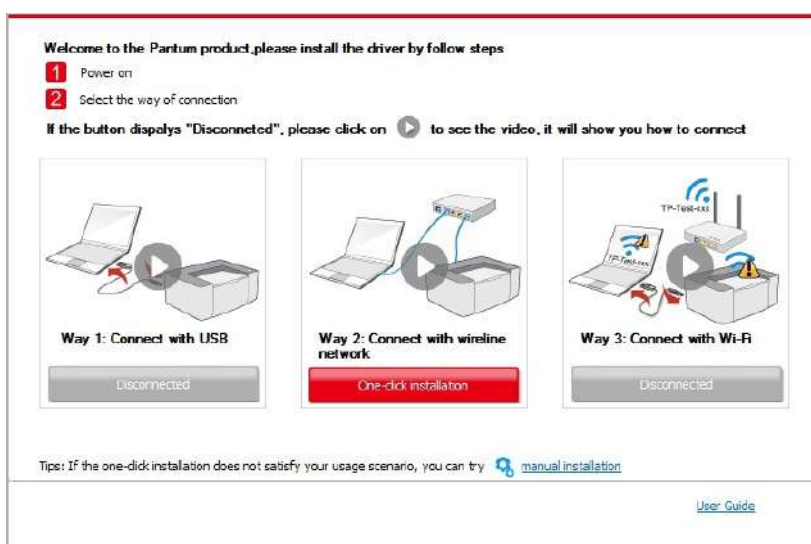 Welcome to the Pantum product,please install the driver by follow steps
1 Power on
2 Select the way of connection
If the button dispalys "Disconneted", please click on to see the video, it will show you how to connect
TP-Test-xxx
TP-Test-xxx
Way 1: Connect with USB
Way 2: Connect with wireline
network
Way 3: Connect with Wi-Fi
Disconnected
One-click installation
Disconnected
Tips: If the one-click installation does not satisfy your usage scenario, you can try manual installation
User Guide